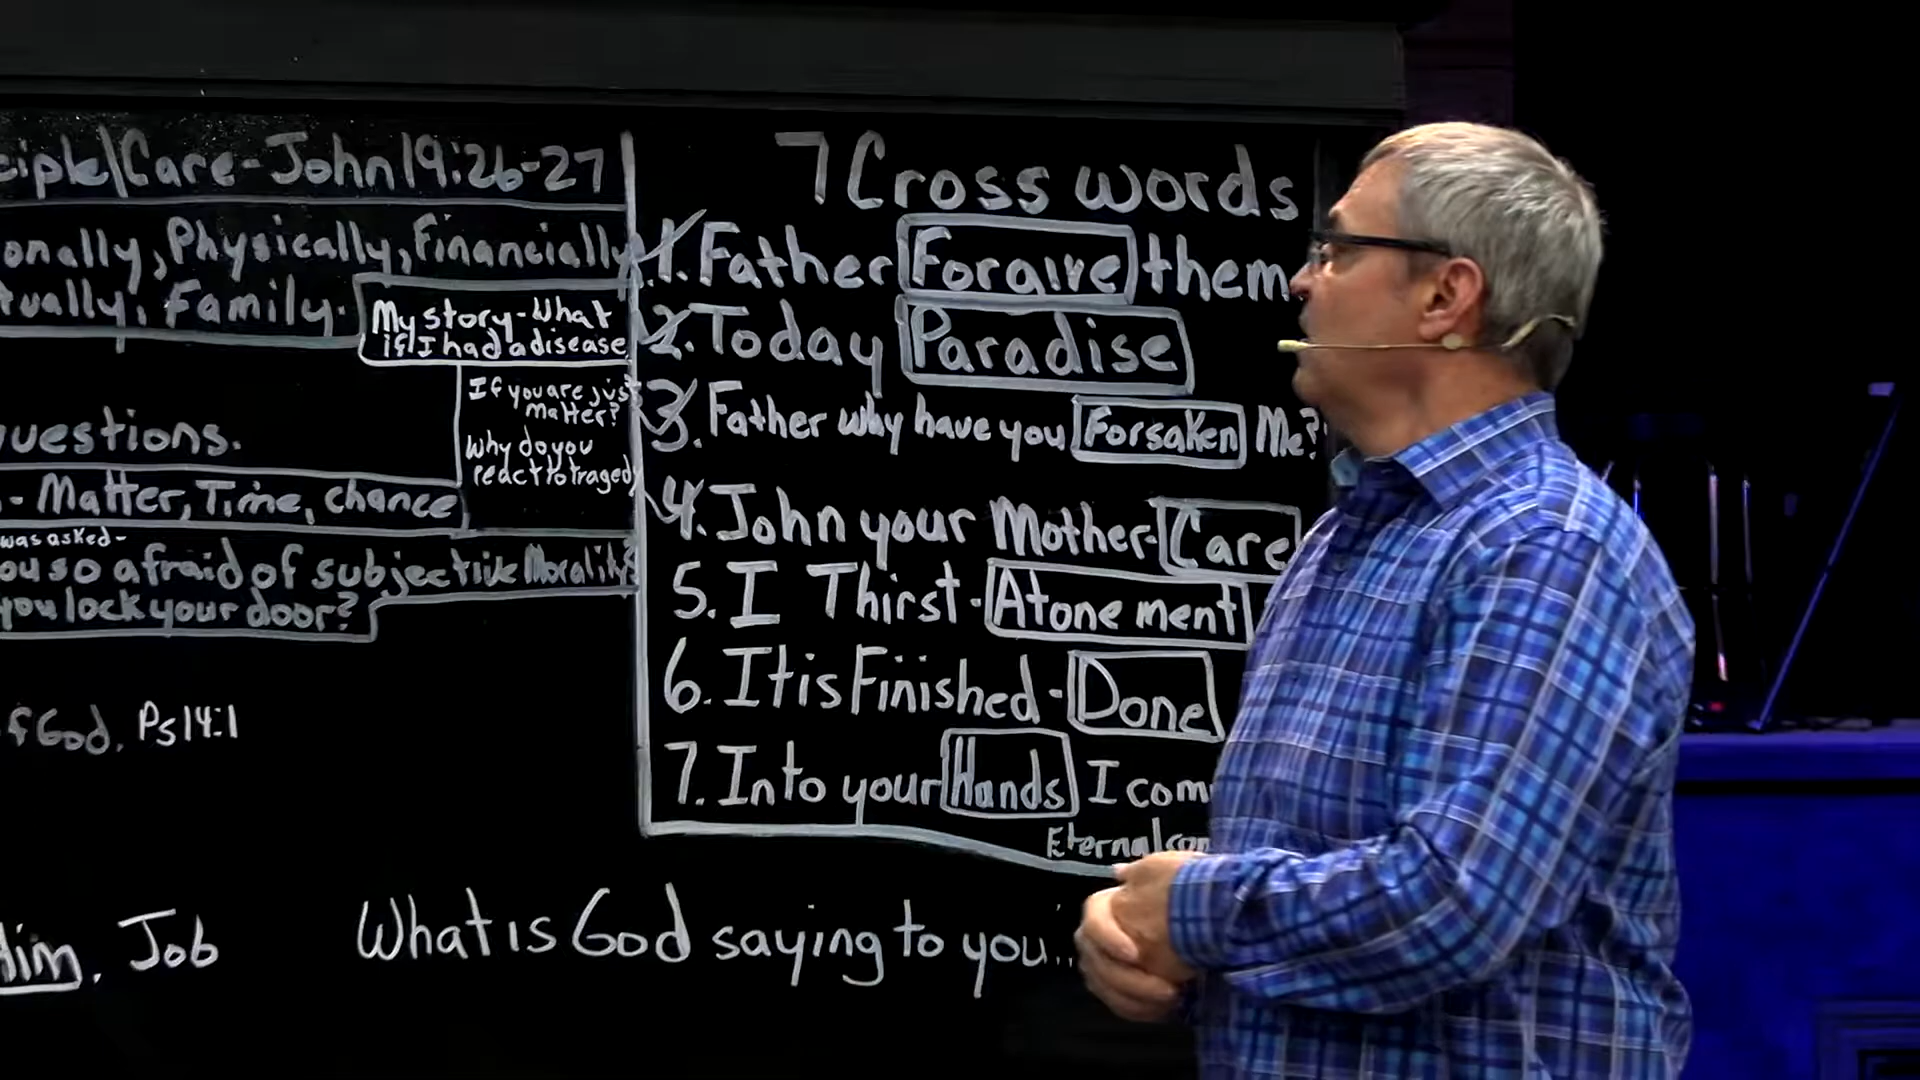 ciple/Care-John 19:26-27
onally, Physically, Financially
tually, Family.
My story-What
if I had a disease
If you are just
matter?
Why do you
react to tragedy
uestions.
- Matter, Time, chance
was asked-
ou so afraid of subjective Morality?
you lock your door?
f God. Ps 14:1
Him. Job
7 Cross words
1. Father Forgive them
2. Today Paradise
3. Father why have you Forsaken Me?
4. John your Mother-Care
5. I Thirst-Atonement
6. It is Finished-Done
7. Into your Hands I com
Eternal
What is God saying to you..